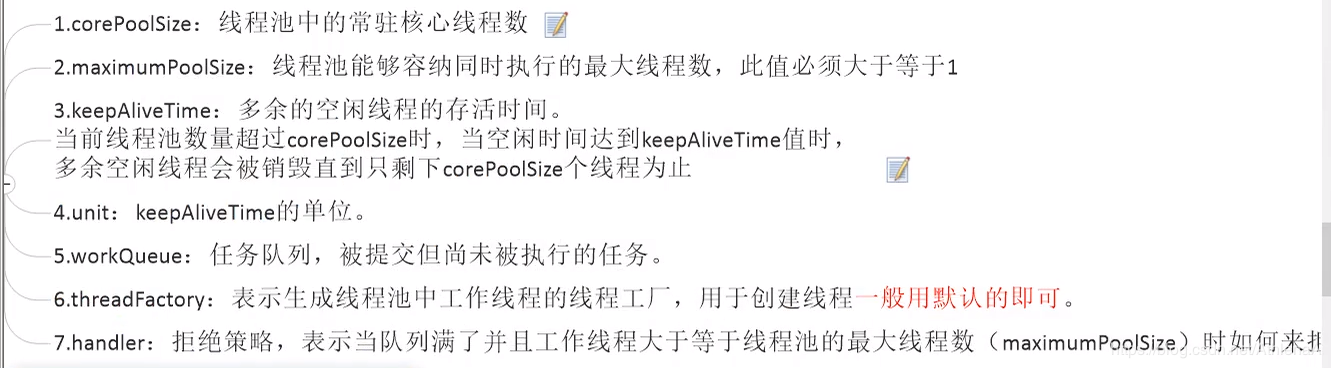 1.corePoolSize：线程池中的常驻核心线程数
2.maximumPoolSize：线程池能够容纳同时执行的最大线程数，此值必须大于等于1
3.keepAliveTime：多余的空闲线程的存活时间。
当前线程池数量超过corePoolSize时，当空闲时间达到keepAliveTime值时，
多余空闲线程会被销毁直到只剩下corePoolSize个线程为止
4.unit：keepAliveTime的单位。
5.workQueue：任务队列，被提交但尚未被执行的任务。
6.threadFactory：表示生成线程池中工作线程的线程工厂，用于创建线程一般用默认的即可。
7.handler：拒绝策略，表示当队列满了并且工作线程大于等于线程池的最大线程数（maximumPoolSize）时如何来